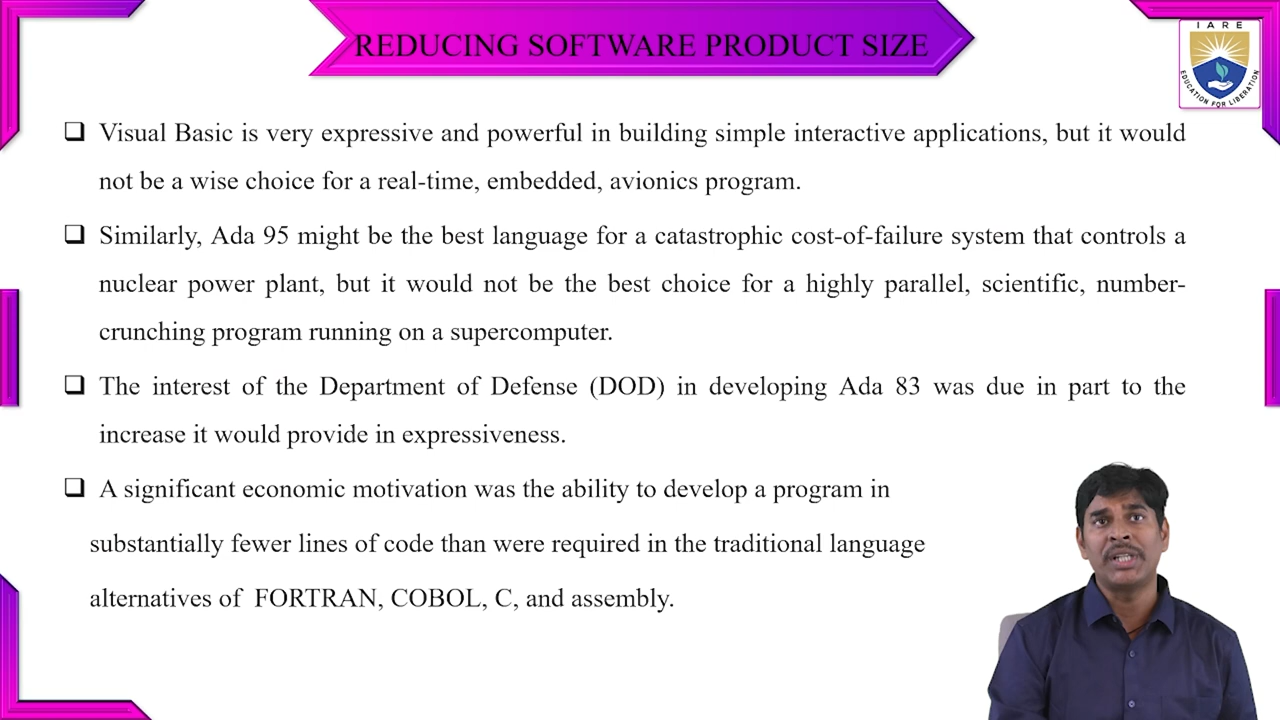 REDUCING SOFTWARE PRODUCT SIZE
IARE
EDUCATION FOR LIBERATION
❑ Visual Basic is very expressive and powerful in building simple interactive applications, but it would
not be a wise choice for a real-time, embedded, avionics program.
❑ Similarly, Ada 95 might be the best language for a catastrophic cost-of-failure system that controls a
nuclear power plant, but it would not be the best choice for a highly parallel, scientific, number-
crunching program running on a supercomputer.
❑ The interest of the Department of Defense (DOD) in developing Ada 83 was due in part to the
increase it would provide in expressiveness.
❑ A significant economic motivation was the ability to develop a program in
substantially fewer lines of code than were required in the traditional language
alternatives of FORTRAN, COBOL, C, and assembly.